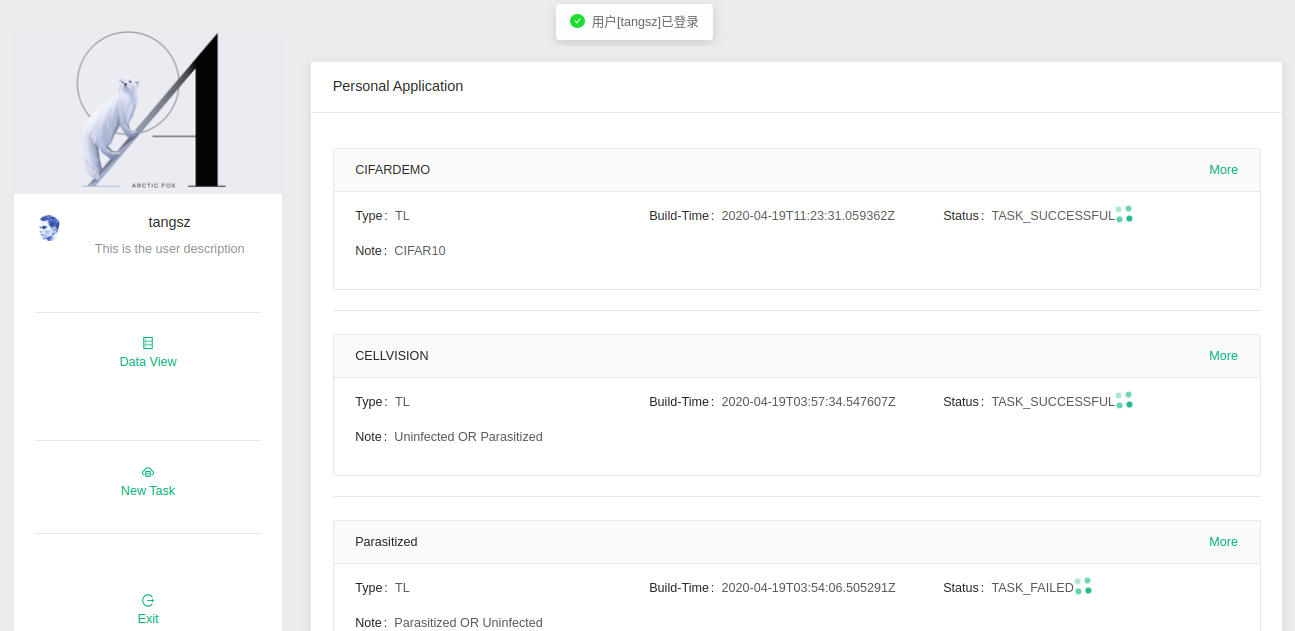 用户[tangsz]已登录
ARCTIC FOX
tangsz
This is the user description
Data View
New Task
Exit
Personal Application
CIFARDEMO More
Type: TL Build-Time: 2020-04-19T11:23:31.059362Z Status: TASK_SUCCESSFUL
Note: CIFAR10
CELLVISION More
Type: TL Build-Time: 2020-04-19T03:57:34.547607Z Status: TASK_SUCCESSFUL
Note: Uninfected OR Parasitized
Parasitized More
Type: TL Build-Time: 2020-04-19T03:54:06.505291Z Status: TASK_FAILED
Note: Parasitized OR Uninfected